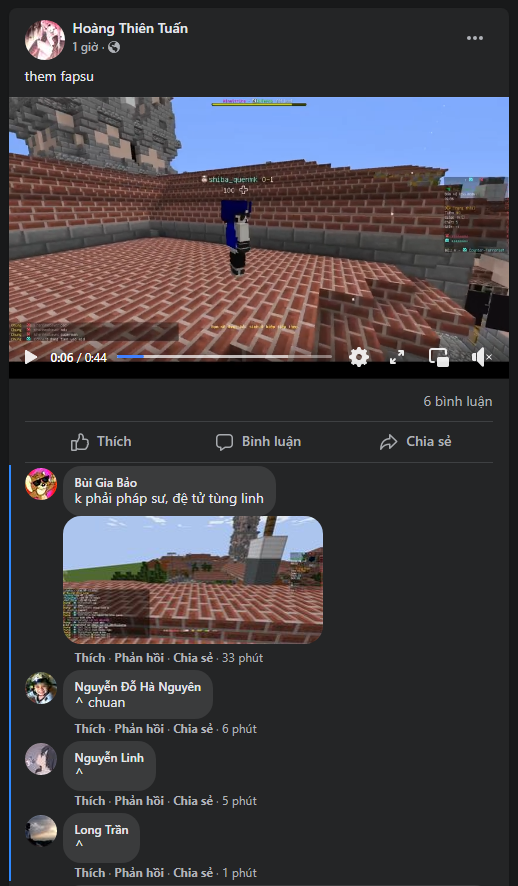 Hoàng Thiên Tuấn
1 giờ ·
them fapsu
shiba_quemrk 0-1
100
0:06 / 0:44
6 bình luận
Thích
Bình luận
Chia sẻ
Bùi Gia Bảo
k phải pháp sư, đệ tử tùng linh
Thích · Phản hồi · Chia sẻ · 33 phút
Nguyễn Đỗ Hà Nguyên
^ chuan
Thích · Phản hồi · Chia sẻ · 6 phút
Nguyễn Linh
^
Thích · Phản hồi · Chia sẻ · 5 phút
Long Trần
^
Thích · Phản hồi · Chia sẻ · 1 phút